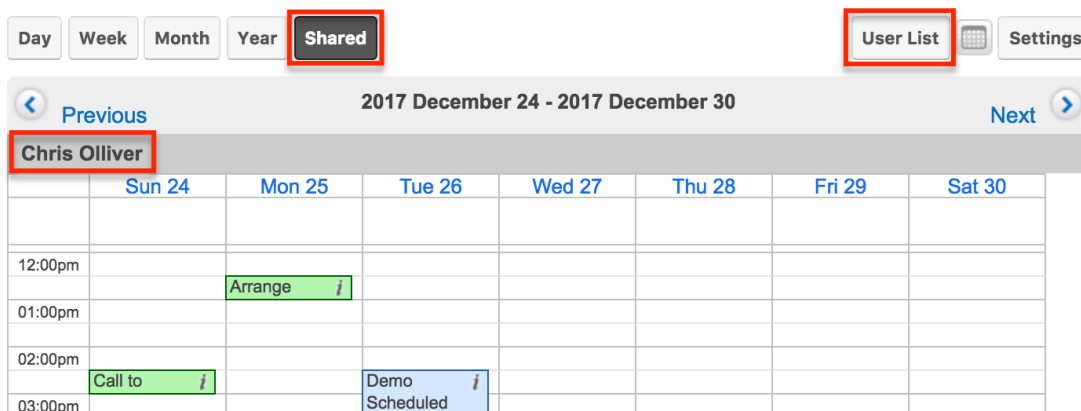 Day Week Month Year Shared User List Settings
2017 December 24 - 2017 December 30
Previous Next
Chris Olliver
Sun 24 Mon 25 Tue 26 Wed 27 Thu 28 Fri 29 Sat 30
12:00pm
Arrange i
01:00pm
02:00pm
Call to i Demo i
Scheduled
03:00pm